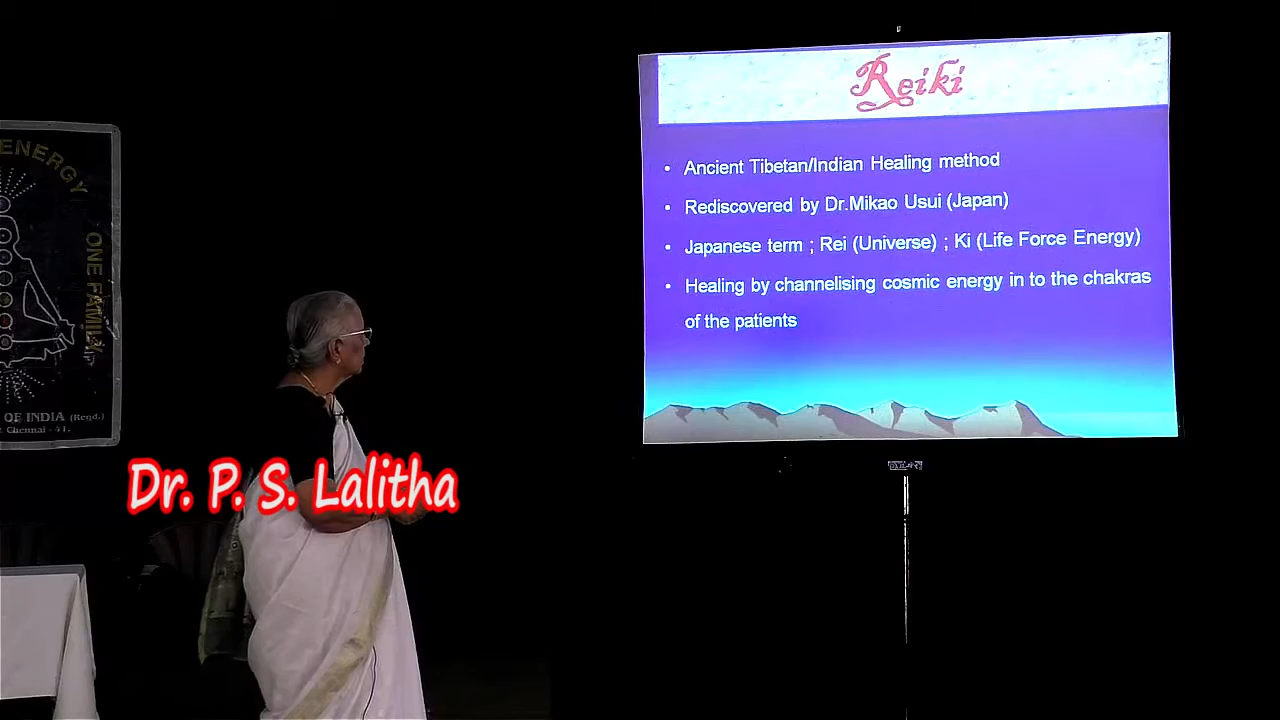 ENERGY
ONE FAMILY
OF INDIA (Regd.)
Chennai - 41.
Dr. P. S. Lalitha
Reiki
• Ancient Tibetan/Indian Healing method
• Rediscovered by Dr.Mikao Usui (Japan)
• Japanese term ; Rei (Universe) ; Ki (Life Force Energy)
• Healing by channelising cosmic energy in to the chakras
of the patients